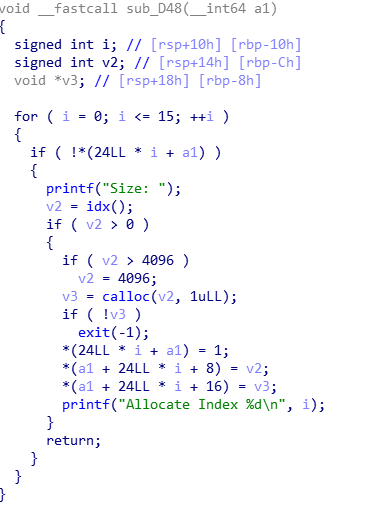 void __fastcall sub_D48(__int64 a1)
{
  signed int i; // [rsp+10h] [rbp-10h]
  signed int v2; // [rsp+14h] [rbp-Ch]
  void *v3; // [rsp+18h] [rbp-8h]

  for ( i = 0; i <= 15; ++i )
  {
    if ( !*(24LL * i + a1) )
    {
      printf("Size: ");
      v2 = idx();
      if ( v2 > 0 )
      {
        if ( v2 > 4096 )
          v2 = 4096;
        v3 = calloc(v2, 1uLL);
        if ( !v3 )
          exit(-1);
        *(24LL * i + a1) = 1;
        *(a1 + 24LL * i + 8) = v2;
        *(a1 + 24LL * i + 16) = v3;
        printf("Allocate Index %d\n", i);
      }
      return;
    }
  }
}